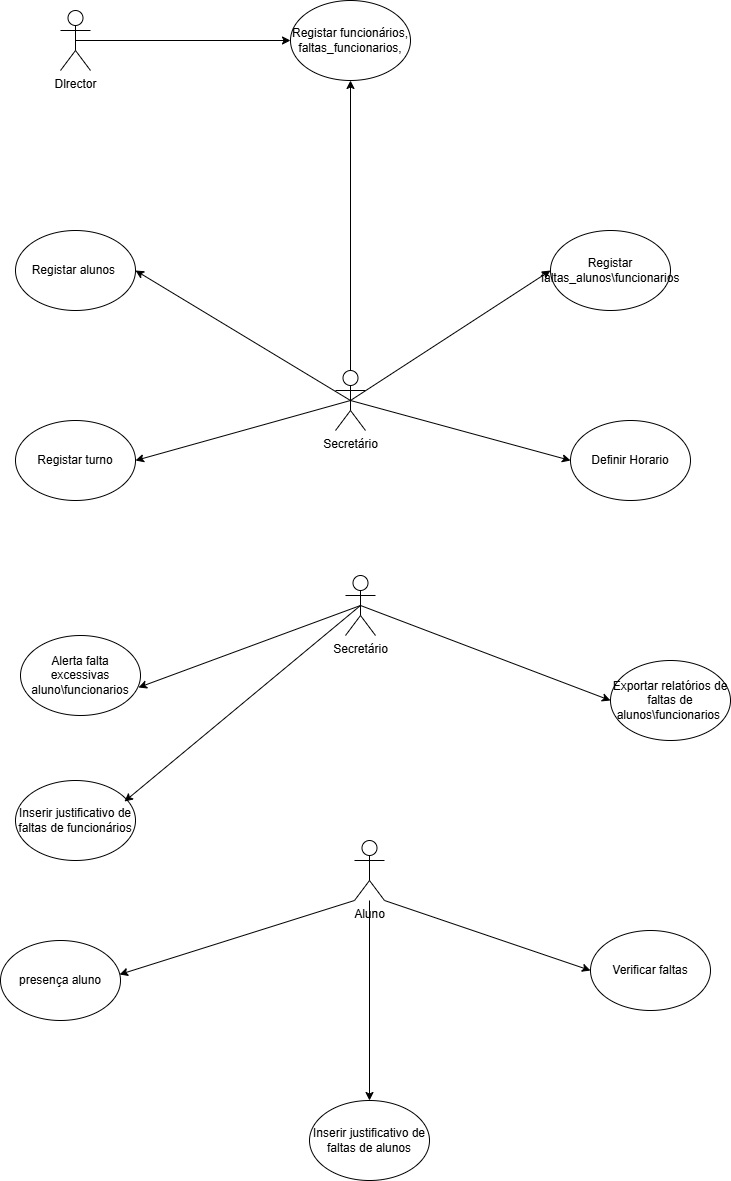 Registar funcionários,
faltas_funcionarios,
DIrector
Registar alunos
Registar
faltas_alunos\funcionarios
Secretário
Registar turno
Definir Horario
Secretário
Alerta falta
excessivas
aluno\funcionarios
Exportar relatórios de
faltas de
alunos\funcionarios
Inserir justificativo de
faltas de funcionários
Aluno
presença aluno
Verificar faltas
Inserir justificativo de
faltas de alunos